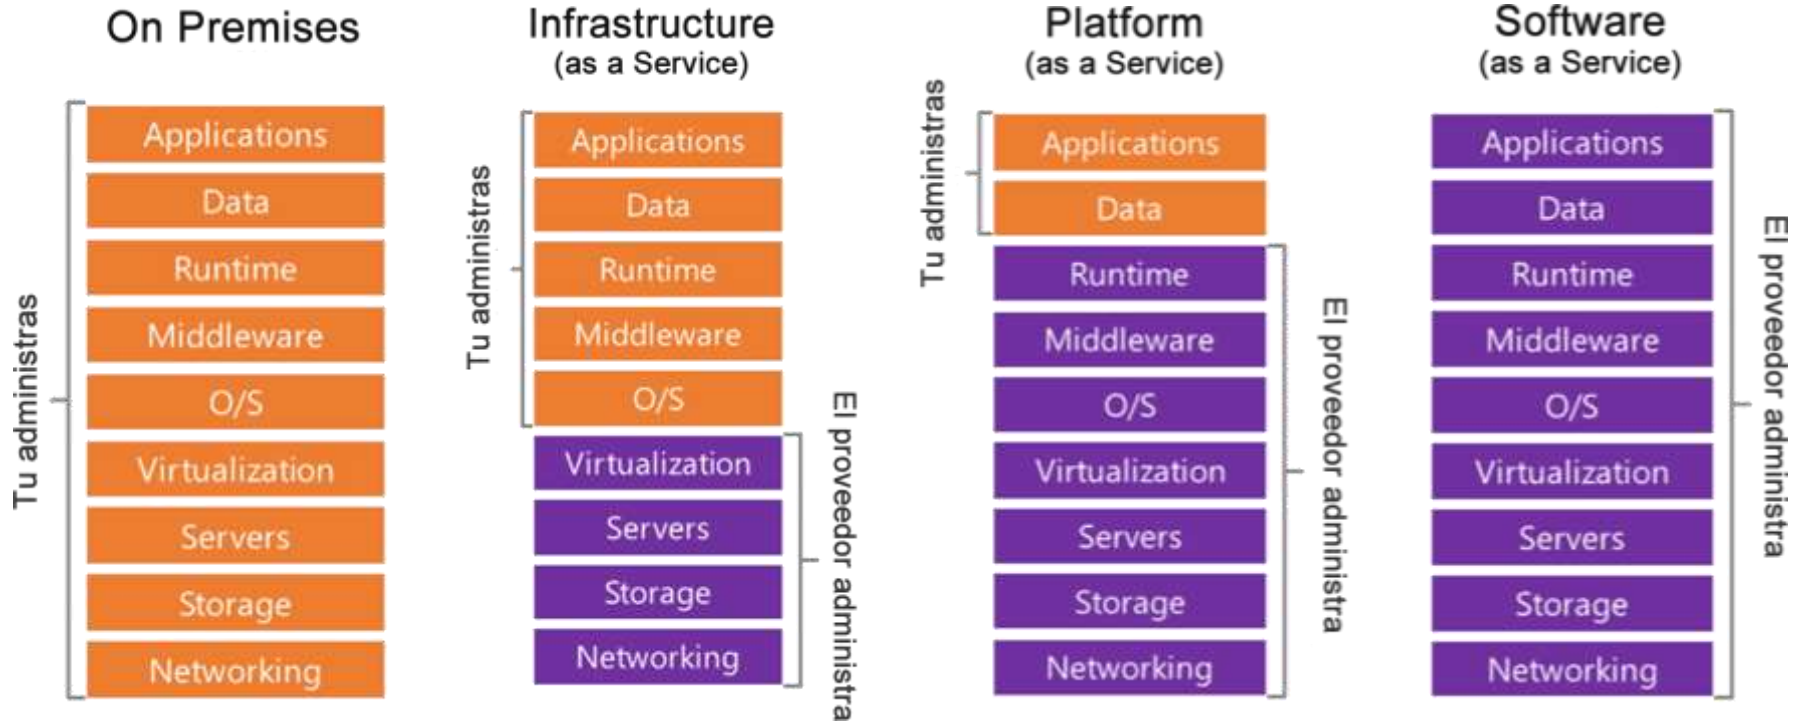 On Premises
Tu administras
Applications
Data
Runtime
Middleware
O/S
Virtualization
Servers
Storage
Networking
Infrastructure
(as a Service)
Tu administras
Applications
Data
Runtime
Middleware
O/S
Virtualization
Servers
Storage
Networking
El proveedor administra
Platform
(as a Service)
Tu administras
Applications
Data
Runtime
Middleware
O/S
Virtualization
Servers
Storage
Networking
El proveedor administra
Software
(as a Service)
Applications
Data
Runtime
Middleware
O/S
Virtualization
Servers
Storage
Networking
El proveedor administra